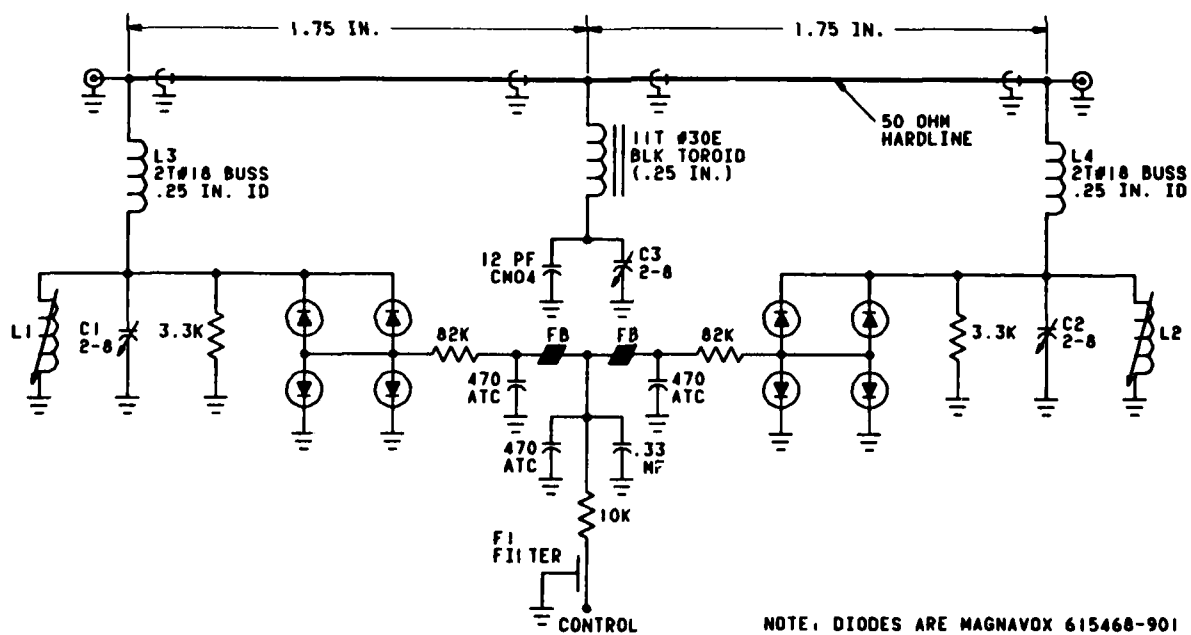 1.75 IN.
1.75 IN.
50 OHM
HARDLINE
L3
2T#18 BUSS
.25 IN. ID
11T #30E
BLK TOROID
(.25 IN.)
L4
2T#18 BUSS
.25 IN. ID
12 PF
CM04
C3
2-8
L1
C1
2-8
3.3K
82K
FB
FB
82K
3.3K
C2
2-8
L2
470
ATC
470
ATC
470
ATC
.33
MF
10K
F1
FILTER
CONTROL
NOTE: DIODES ARE MAGNAVOX 615468-901